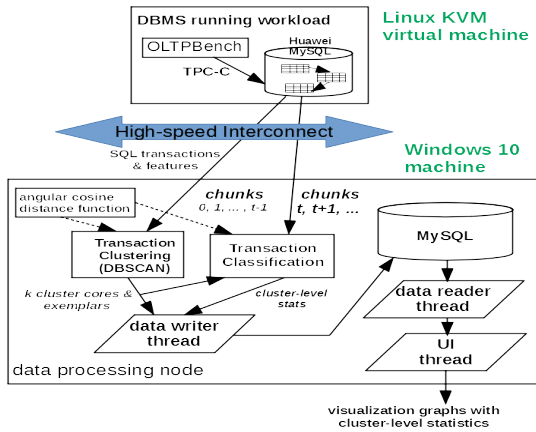 DBMS running workload
OLTPBench
Huawei
MySQL
TPC-C
Linux KVM
virtual machine
High-speed Interconnect
SQL transactions
& features
Windows 10
machine
angular cosine
distance function
chunks
0, 1, ... , t-1
chunks
t, t+1, ...
Transaction
Clustering
(DBSCAN)
Transaction
Classification
MySQL
k cluster cores &
exemplars
cluster-level
stats
data writer
thread
data reader
thread
UI
thread
data processing node
visualization graphs with
cluster-level statistics